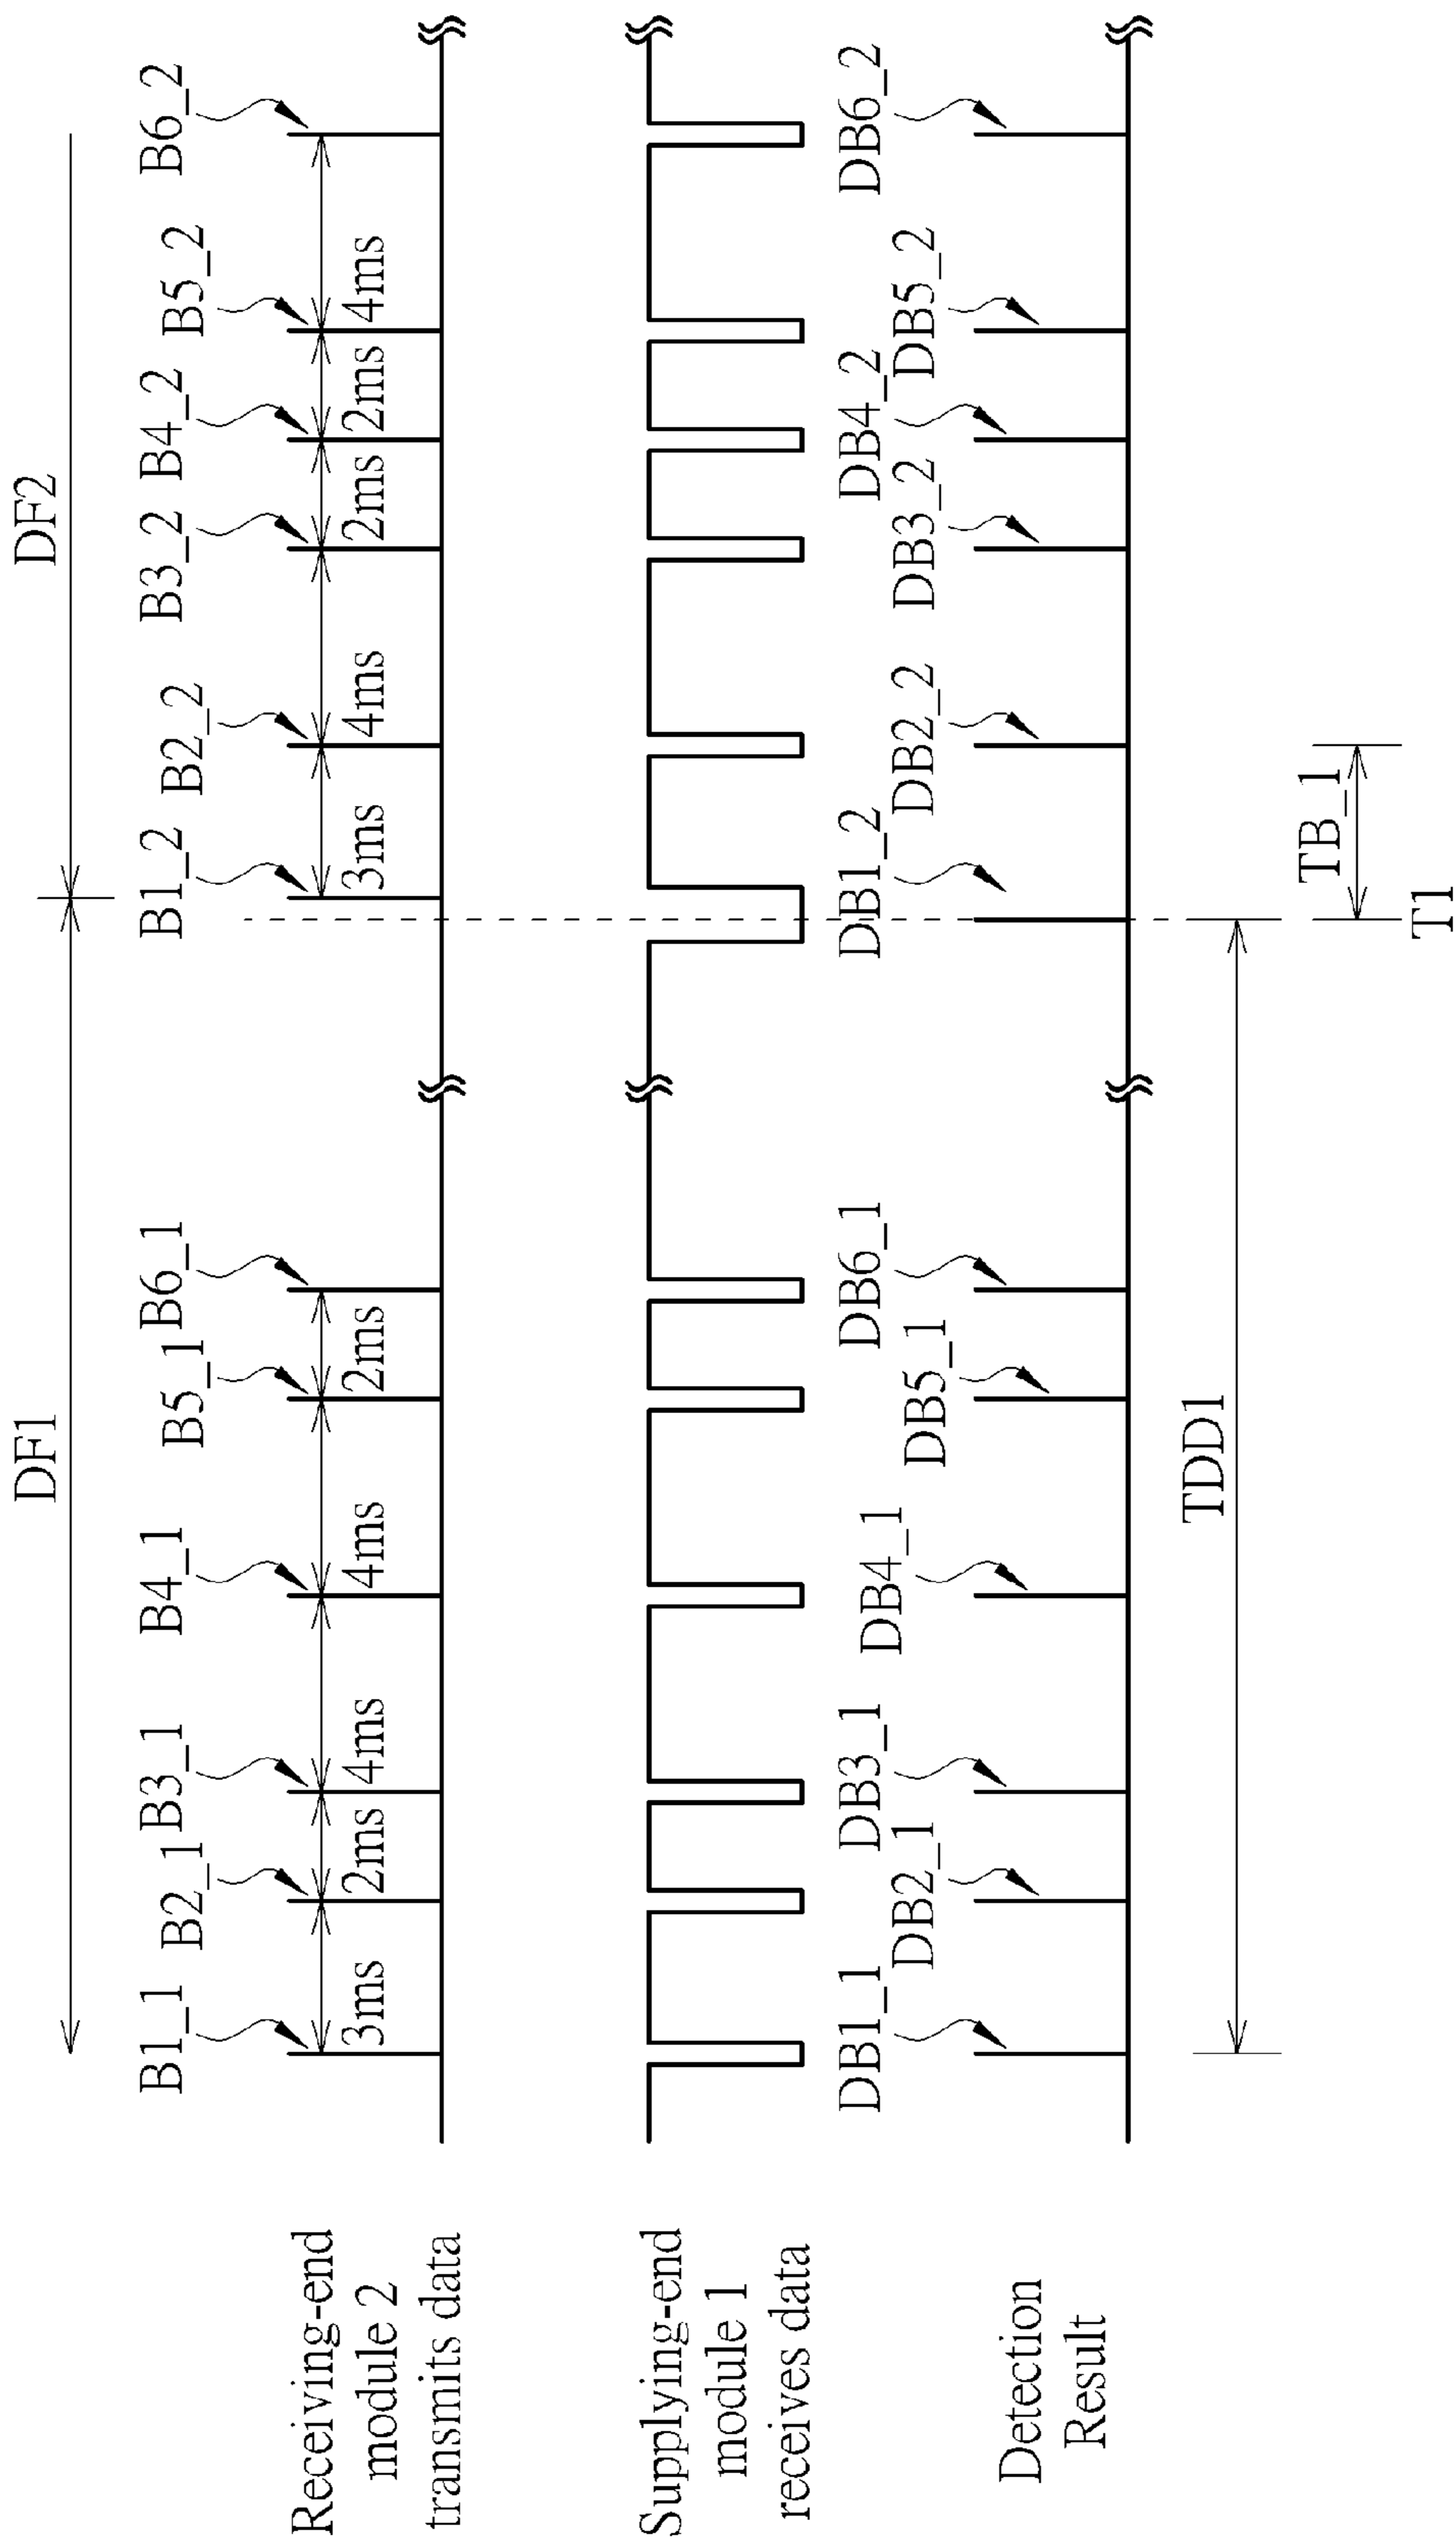 DF1
DF2
B1_1
B2_1
B3_1
B4_1
B5_1
B6_1
B1_2
B2_2
B3_2
B4_2
B5_2
B6_2
Receiving-end
module 2
transmits data
3ms
2ms
4ms
4ms
2ms
3ms
4ms
2ms
2ms
4ms
Supplying-end
module 1
receives data
DB1_1
DB2_1
DB3_1
DB4_1
DB5_1
DB6_1
DB1_2
DB2_2
DB3_2
DB4_2
DB5_2
DB6_2
Detection
Result
TDD1
TB_1
T1